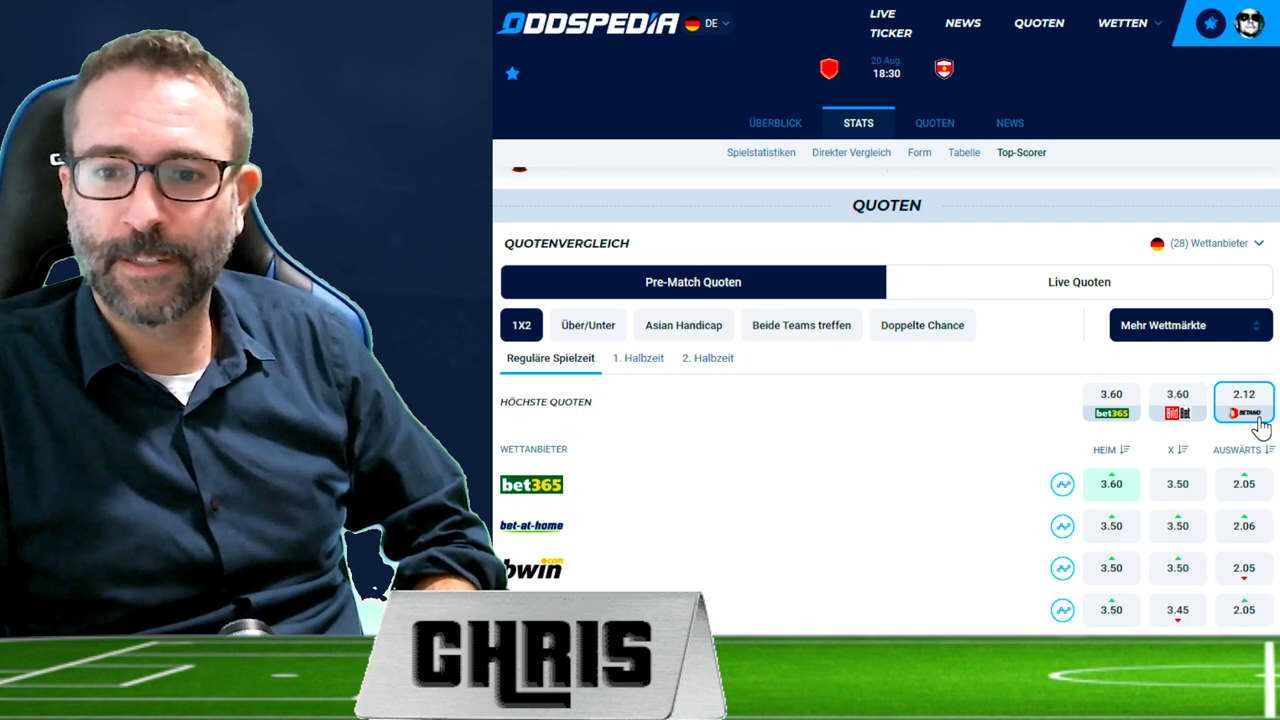 ODDSPEDIA
DE
LIVE
TICKER
NEWS
QUOTEN
WETTEN
20 Aug.
18:30
ÜBERBLICK
STATS
QUOTEN
NEWS
Spielstatistiken
Direkter Vergleich
Form
Tabelle
Top-Scorer
QUOTEN
QUOTENVERGLEICH
(28) Wettanbieter
Pre-Match Quoten
Live Quoten
1X2
Über/Unter
Asian Handicap
Beide Teams treffen
Doppelte Chance
Mehr Wettmärkte
Reguläre Spielzeit
1. Halbzeit
2. Halbzeit
HÖCHSTE QUOTEN
3.60
3.60
2.12
bet365
BildBet
BETANO
WETTANBIETER
HEIM
X
AUSWÄRTS
bet365
3.60
3.50
2.05
bet-at-home
3.50
3.50
2.06
bwin.com
3.50
3.50
2.05
3.50
3.45
2.05
CHRIS